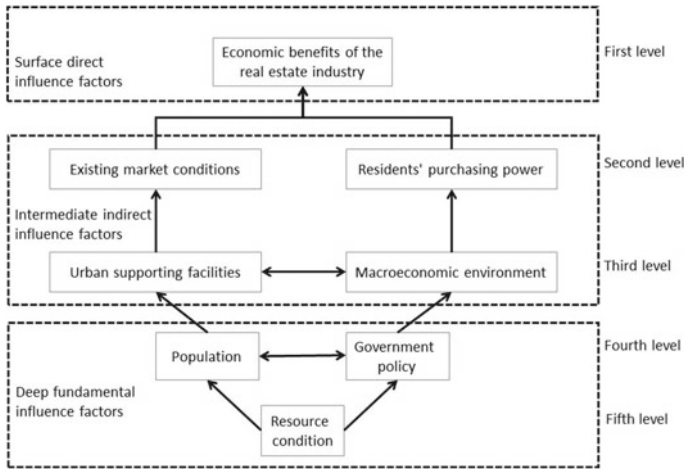 Economic benefits of the
real estate industry
First level
Surface direct
influence factors
Existing market conditions
Residents' purchasing power
Second level
Intermediate indirect
influence factors
Urban supporting facilities
Macroeconomic environment
Third level
Population
Government
policy
Fourth level
Deep fundamental
influence factors
Resource
condition
Fifth level